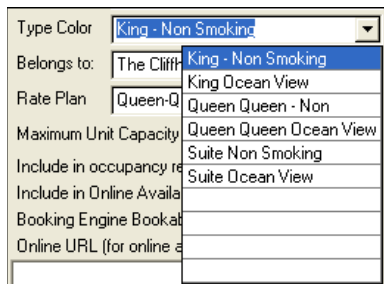 Type Color King - Non Smoking
Belongs to: The Cliffh
Rate Plan Queen-Q
Maximum Unit Capacity
Include in occupancy re
Include in Online Availa
Booking Engine Bookab
Online URL (for online a
King - Non Smoking
King Ocean View
Queen Queen - Non
Queen Queen Ocean View
Suite Non Smoking
Suite Ocean View